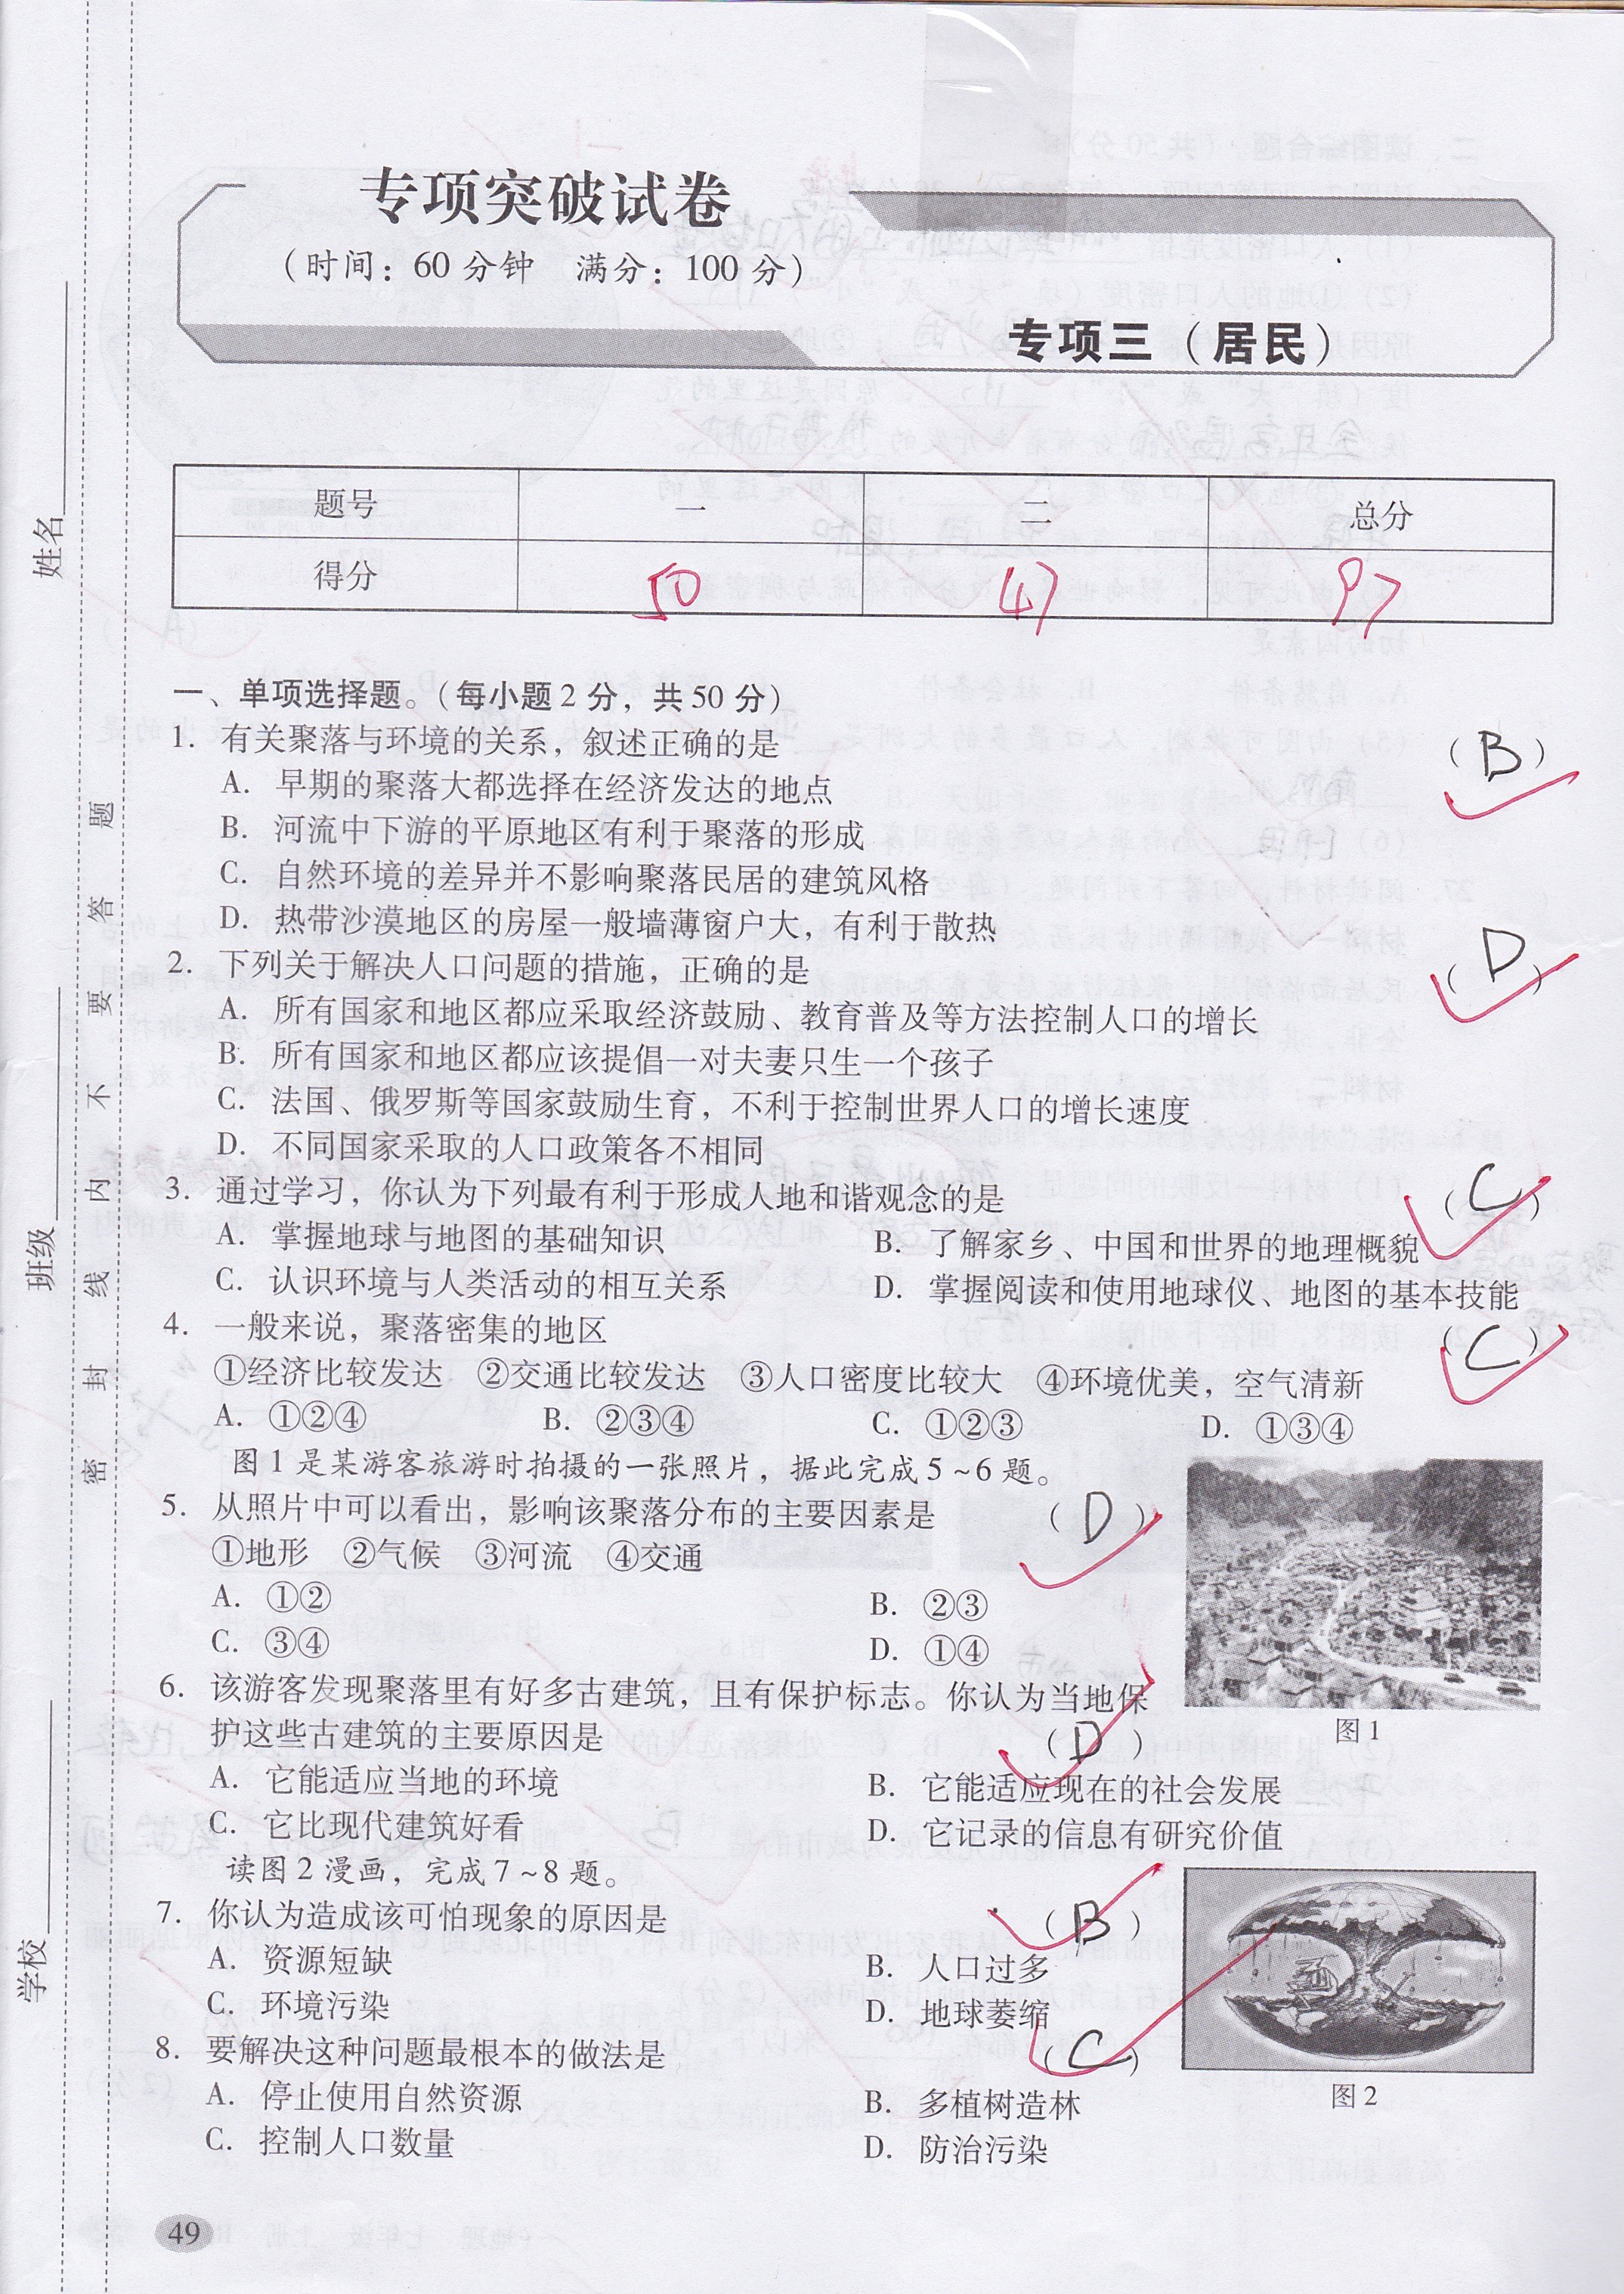 专项突破试卷
（时间：60分钟 满分：100分）
专项三（居民）
题号 一 二 总分
得分 50 47 97
一、单项选择题。（每小题2分，共50分）
1. 有关聚落与环境的关系，叙述正确的是 （B）
A. 早期的聚落大都选择在经济发达的地点
B. 河流中下游的平原地区有利于聚落的形成
C. 自然环境的差异并不影响聚落民居的建筑风格
D. 热带沙漠地区的房屋一般墙薄窗户大，有利于散热
2. 下列关于解决人口问题的措施，正确的是 （D）
A. 所有国家和地区都应采取经济鼓励、教育普及等方法控制人口的增长
B. 所有国家和地区都应该提倡一对夫妻只生一个孩子
C. 法国、俄罗斯等国家鼓励生育，不利于控制世界人口的增长速度
D. 不同国家采取的人口政策各不相同
3. 通过学习，你认为下列最有利于形成人地和谐观念的是 （C）
A. 掌握地球与地图的基础知识 B. 了解家乡、中国和世界的地理概貌
C. 认识环境与人类活动的相互关系 D. 掌握阅读和使用地球仪、地图的基本技能
4. 一般来说，聚落密集的地区 （C）
①经济比较发达 ②交通比较发达 ③人口密度比较大 ④环境优美，空气清新
A. ①②④ B. ②③④ C. ①②③ D. ①③④
图1是某游客旅游时拍摄的一张照片，据此完成5~6题。
5. 从照片中可以看出，影响该聚落分布的主要因素是 （D）
①地形 ②气候 ③河流 ④交通
A. ①② B. ②③
C. ③④ D. ①④
6. 该游客发现聚落里有好多古建筑，且有保护标志。你认为当地保
护这些古建筑的主要原因是 （D）
图1
A. 它能适应当地的环境 B. 它能适应现在的社会发展
C. 它比现代建筑好看 D. 它记录的信息有研究价值
读图2漫画，完成7~8题。
7. 你认为造成该可怕现象的原因是 （B）
A. 资源短缺 B. 人口过多
C. 环境污染 D. 地球萎缩
8. 要解决这种问题最根本的做法是 （C）
A. 停止使用自然资源 B. 多植树造林
C. 控制人口数量 D. 防治污染
图2
49
姓名
班级
学校
密 封 线 内 不 要 答 题